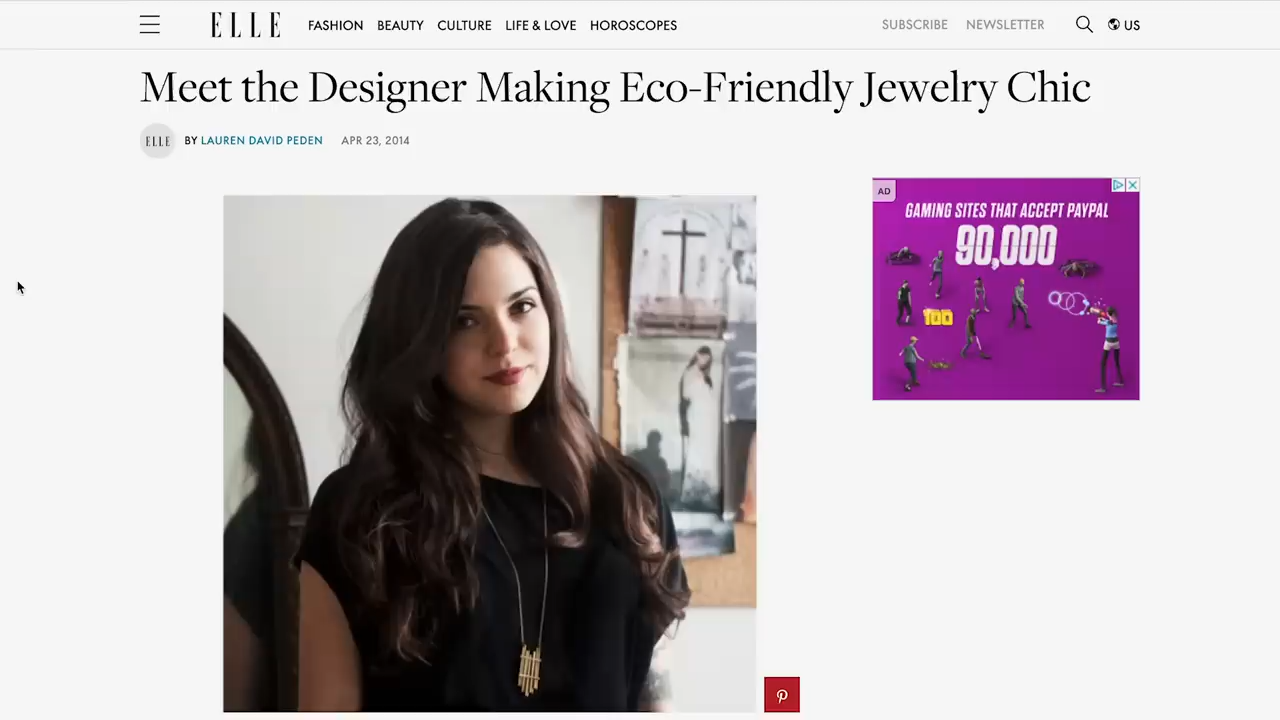 ELLE FASHION BEAUTY CULTURE LIFE & LOVE HOROSCOPES SUBSCRIBE NEWSLETTER US
Meet the Designer Making Eco-Friendly Jewelry Chic
ELLE BY LAUREN DAVID PEDEN APR 23, 2014
AD
GAMING SITES THAT ACCEPT PAYPAL
90,000
100